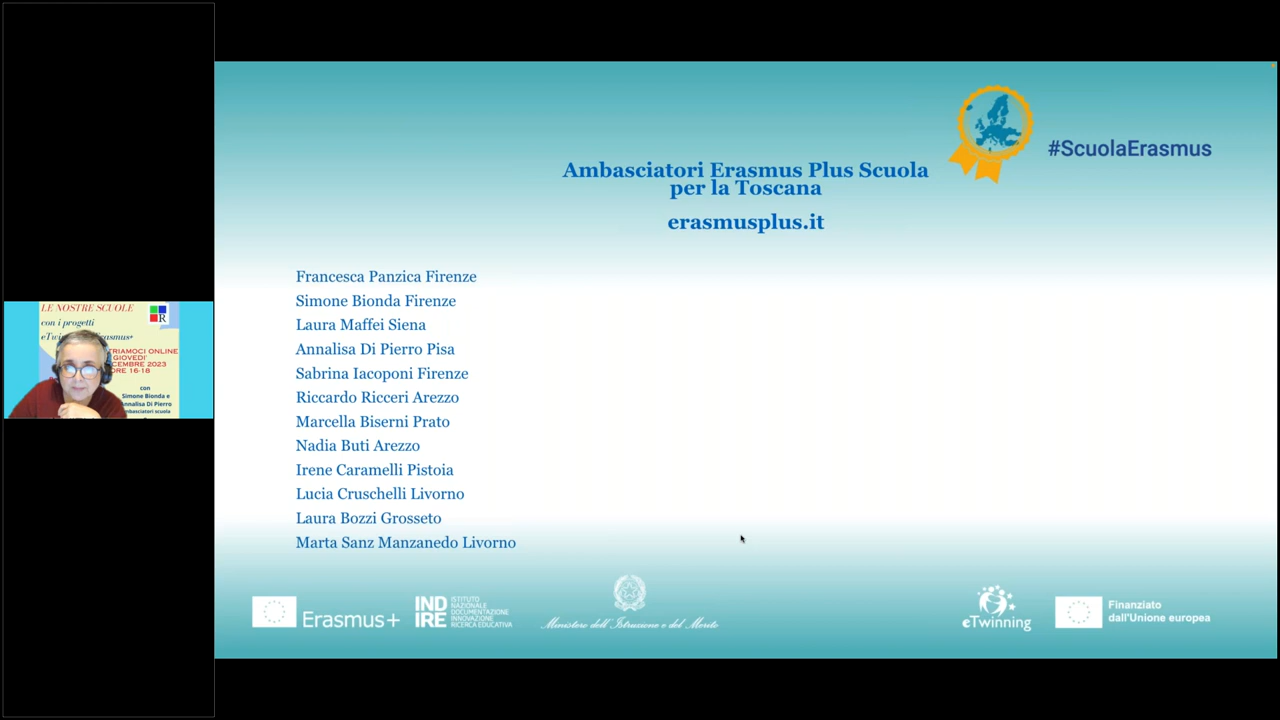 LE NOSTRE SCUOLE
R
con i progetti
INCONTRIAMOCI ONLINE
GIOVEDI'
2023
ORE 16-18
con
Simone Bionda e
Annalisa Di Pierro
ambasciatori scuola
#ScuolaErasmus
Ambasciatori Erasmus Plus Scuola
per la Toscana
erasmusplus.it
Francesca Panzica Firenze
Simone Bionda Firenze
Laura Maffei Siena
Annalisa Di Pierro Pisa
Sabrina Iacoponi Firenze
Riccardo Ricceri Arezzo
Marcella Biserni Prato
Nadia Buti Arezzo
Irene Caramelli Pistoia
Lucia Cruschelli Livorno
Laura Bozzi Grosseto
Marta Sanz Manzanedo Livorno
Erasmus+
INDIRE
ISTITUTO
NAZIONALE
DOCUMENTAZIONE
INNOVAZIONE
RICERCA EDUCATIVA
Ministero dell'Istruzione e del Merito
eTwinning
Finanziato
dall'Unione europea